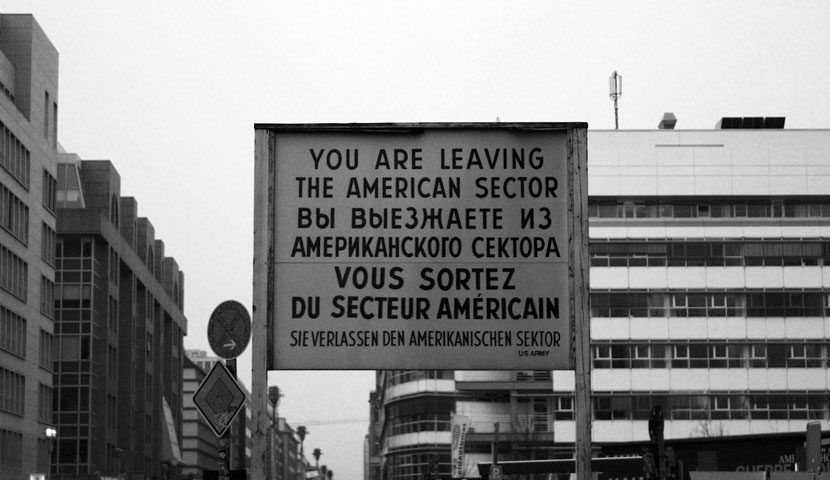 YOU ARE LEAVING
THE AMERICAN SECTOR
ВЫ ВЫЕЗЖАЕТЕ ИЗ
АМЕРИКАНСКОГО СЕКТОРА
VOUS SORTEZ
DU SECTEUR AMÉRICAIN
SIE VERLASSEN DEN AMERIKANISCHEN SEKTOR
US ARMY